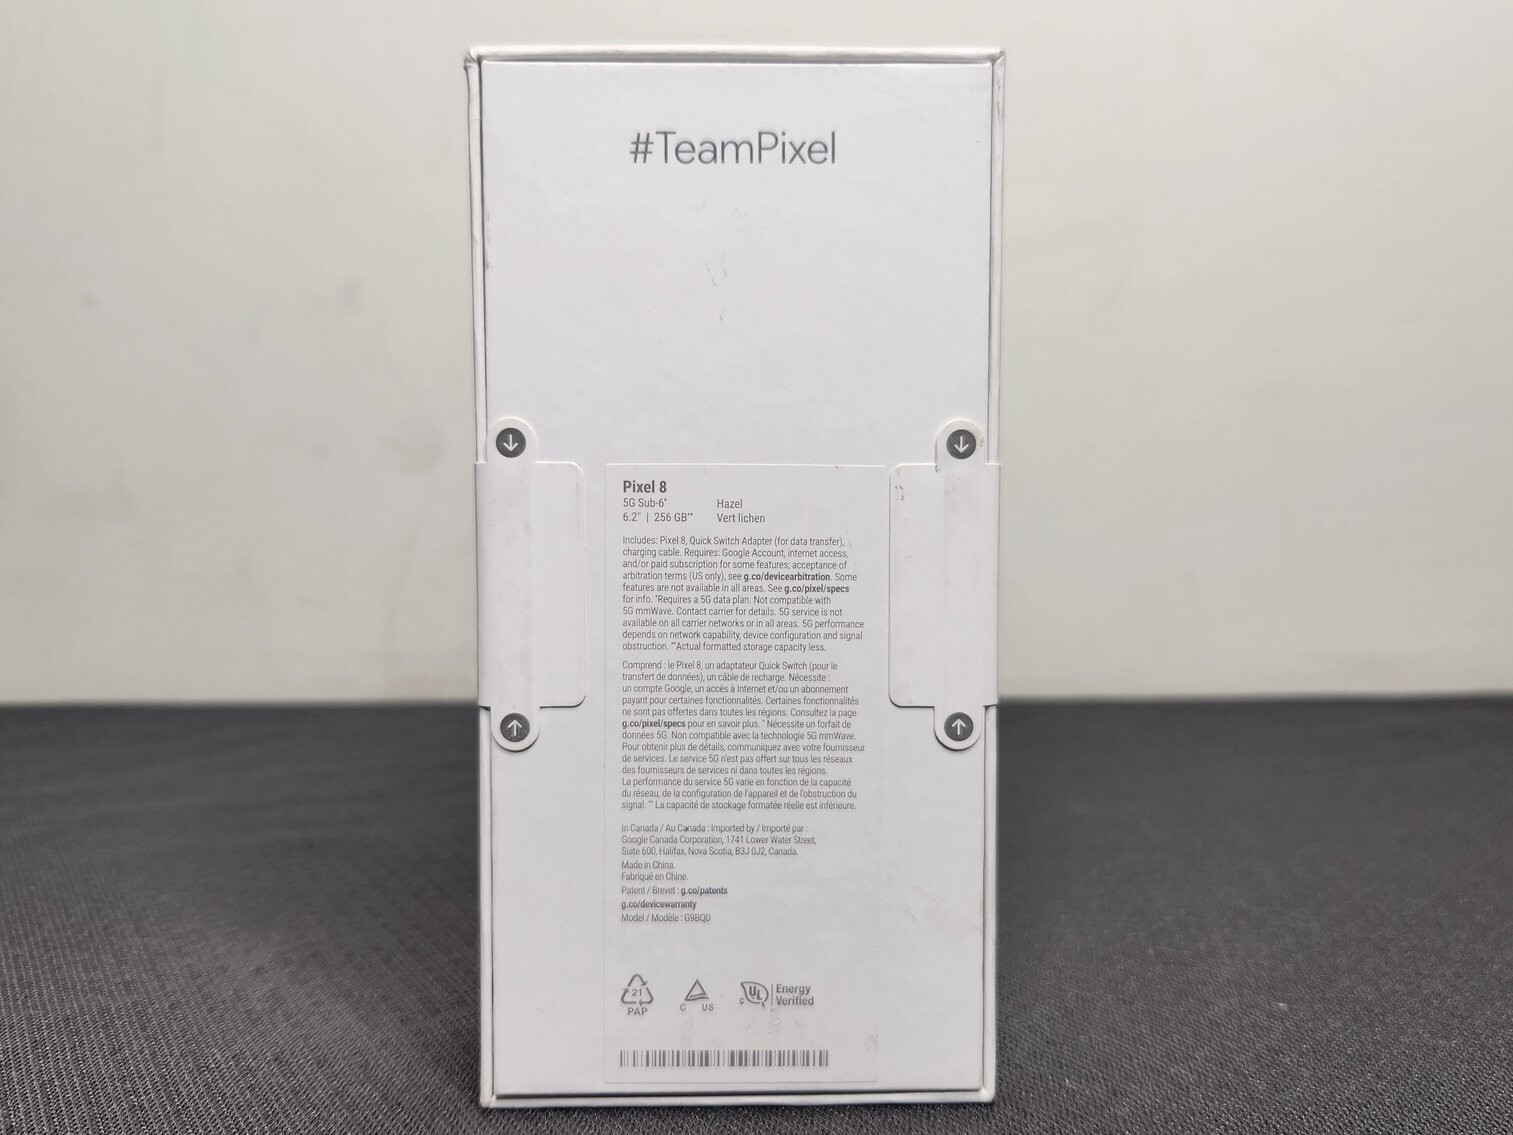 #TeamPixel
Pixel 8
5G Sub-6* Hazel
6.2" | 256 GB** Vert lichen
Includes: Pixel 8, Quick Switch Adapter (for data transfer),
charging cable. Requires: Google Account, internet access,
and/or paid subscription for some features; acceptance of
arbitration terms (US only), see g.co/devicearbitration. Some
features are not available in all areas. See g.co/pixel/specs
for info. *Requires a 5G data plan. Not compatible with
5G mmWave. Contact carrier for details. 5G service is not
available on all carrier networks or in all areas. 5G performance
depends on network capability, device configuration and signal
obstruction. **Actual formatted storage capacity less.
Comprend : le Pixel 8, un adaptateur Quick Switch (pour le
transfert de données), un câble de recharge. Nécessite :
un compte Google, un accès à Internet et/ou un abonnement
payant pour certaines fonctionnalités. Certaines fonctionnalités
ne sont pas offertes dans toutes les régions. Consultez la page
g.co/pixel/specs pour en savoir plus. * Nécessite un forfait de
données 5G. Non compatible avec la technologie 5G mmWave.
Pour obtenir plus de détails, communiquez avec votre fournisseur
de services. Le service 5G n'est pas offert sur tous les réseaux
des fournisseurs de services ni dans toutes les régions.
La performance du service 5G varie en fonction de la capacité
du réseau, de la configuration de l'appareil et de l'obstruction du
signal. ** La capacité de stockage formatée réelle est inférieure.
In Canada / Au Canada : Imported by / Importé par :
Google Canada Corporation, 1741 Lower Water Street,
Suite 600, Halifax, Nova Scotia, B3J 0J2, Canada.
Made in China.
Fabriqué en Chine.
Patent / Brevet : g.co/patents
g.co/devicewarranty
Model / Modèle : G9BQD
21
PAP
C US
C UL Energy
Verified